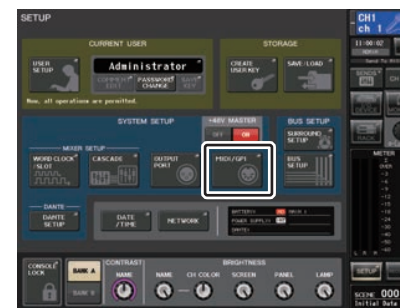 SETUP
CH1
ch 1
CURRENT USER
STORAGE
USER
SETUP
Administrator
COMMENT
EDIT
PASSWORD
CHANGE
SAVE
KEY
CREATE
USER KEY
SAVE/LOAD
Now, all operations are permitted.
SYSTEM SETUP
+48V MASTER
OFF
ON
BUS SETUP
SURROUND
SETUP
MIXER SETUP
WORD CLOCK
/SLOT
CASCADE
OUTPUT
PORT
MIDI/GPI
BUS
SETUP
DANTE
DANTE
SETUP
DATE
/TIME
NETWORK
BATTERY:
POWER SUPPLY:
DANTE:
CONSOLE
LOCK
BANK A
BANK B
CONTRAST
NAME
BRIGHTNESS
NAME
CH COLOR
SCREEN
PANEL
LAMP
RACK
METER
OVER
L R M
SETUP
SCENE 000
Initial Data